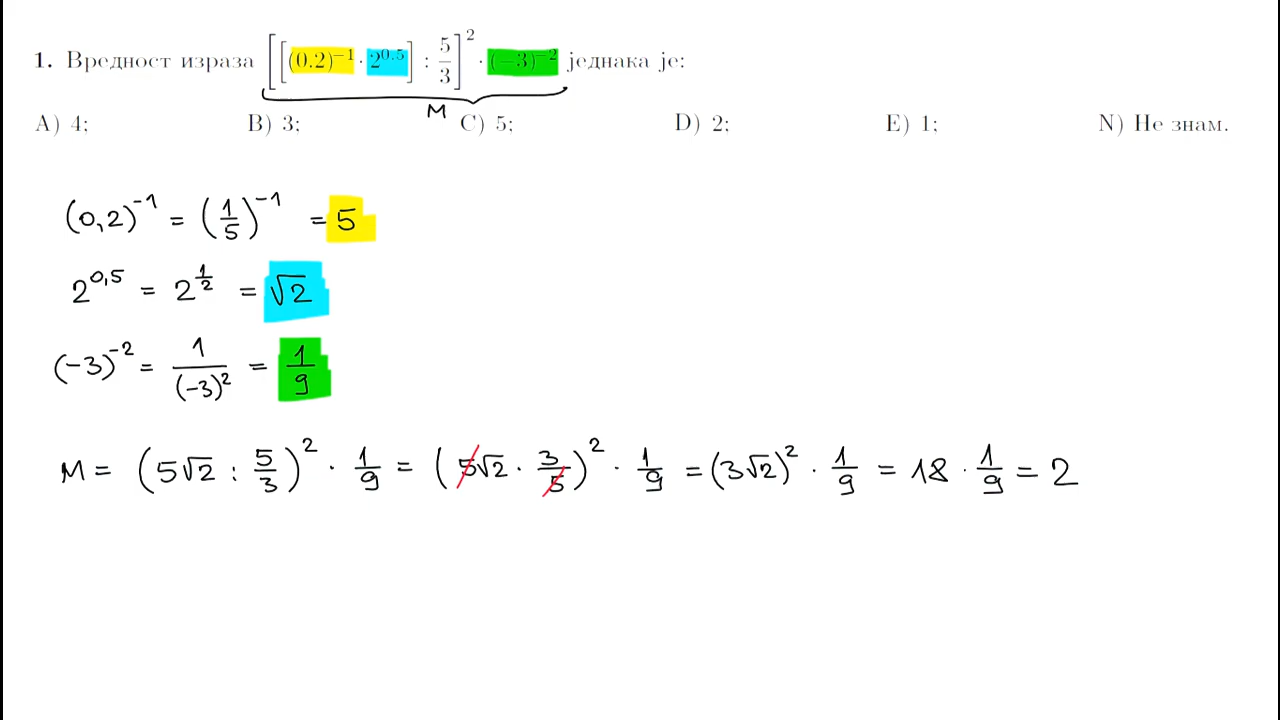 1. Вредност израза [[(0.2)⁻¹ · 2⁰·⁵] : 5/3]² · (−3)⁻² једнака је:
M
A) 4; B) 3; C) 5; D) 2; E) 1; N) Не знам.
(0,2)⁻¹ = (1/5)⁻¹ = 5
2^0,5 = 2^(1/2) = √2
(−3)⁻² = 1/(−3)² = 1/9
M = (5√2 : 5/3)² · 1/9 = (5√2 · 3/5)² · 1/9 = (3√2)² · 1/9 = 18 · 1/9 = 2